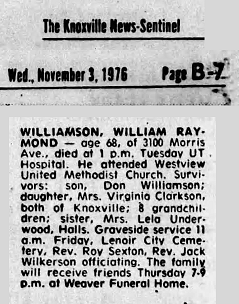 The Knoxville News-Sentinel
Wed., November 3, 1976 Page B-7
WILLIAMSON, WILLIAM RAY-
MOND — age 68, of 3100 Morris
Ave., died at 1 p.m. Tuesday UT
Hospital. He attended Westview
United Methodist Church. Survi-
vors: son, Don Williamson;
daughter, Mrs. Virginia Clarkson,
both of Knoxville; 8 grandchil-
dren; sister, Mrs. Lela Under-
wood, Halls. Graveside service 11
a.m. Friday, Lenoir City Ceme-
tery, Rev. Roy Sexton, Rev. Jack
Wilkerson officiating. The family
will receive friends Thursday 7-9
p.m. at Weaver Funeral Home.